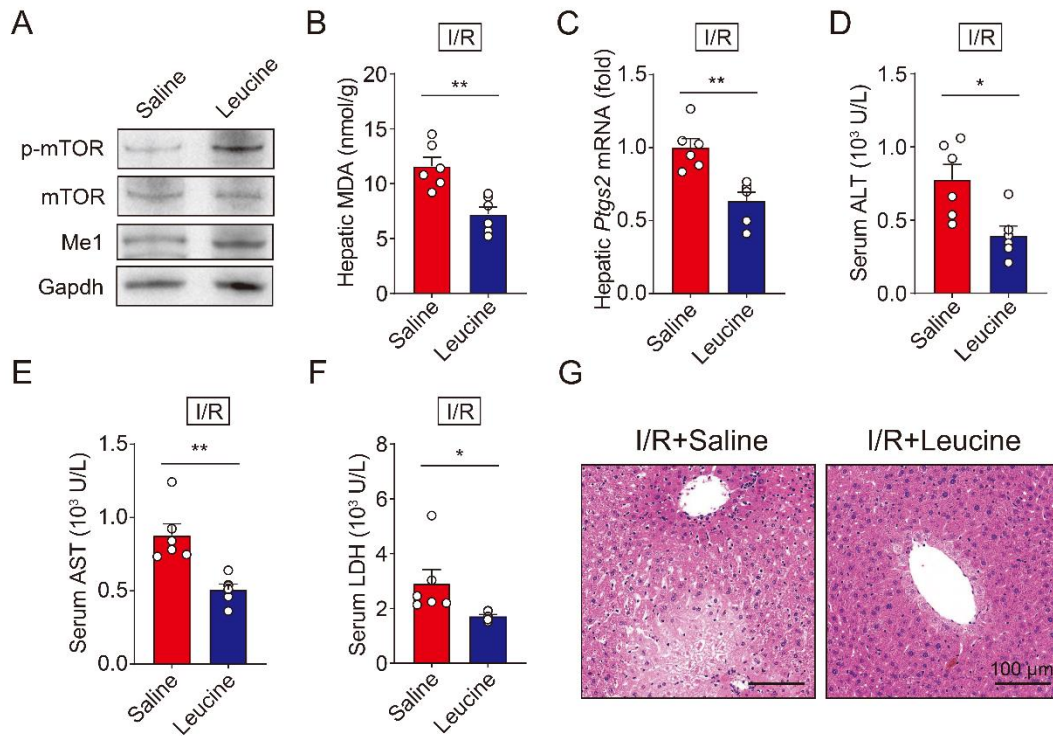 A
Saline
Leucine
p-mTOR
mTOR
Me1
Gapdh
B
I/R
**
Hepatic MDA (nmol/g)
20
15
10
5
0
Saline
Leucine
C
I/R
**
Hepatic Ptgs2 mRNA (fold)
1.5
1.0
0.5
0.0
Saline
Leucine
D
I/R
*
Serum ALT (10³ U/L)
1.5
1.0
0.5
0.0
Saline
Leucine
E
I/R
**
Serum AST (10³ U/L)
1.5
1.0
0.5
0.0
Saline
Leucine
F
I/R
*
Serum LDH (10³ U/L)
8
6
4
2
0
Saline
Leucine
G
I/R+Saline
I/R+Leucine
100 µm